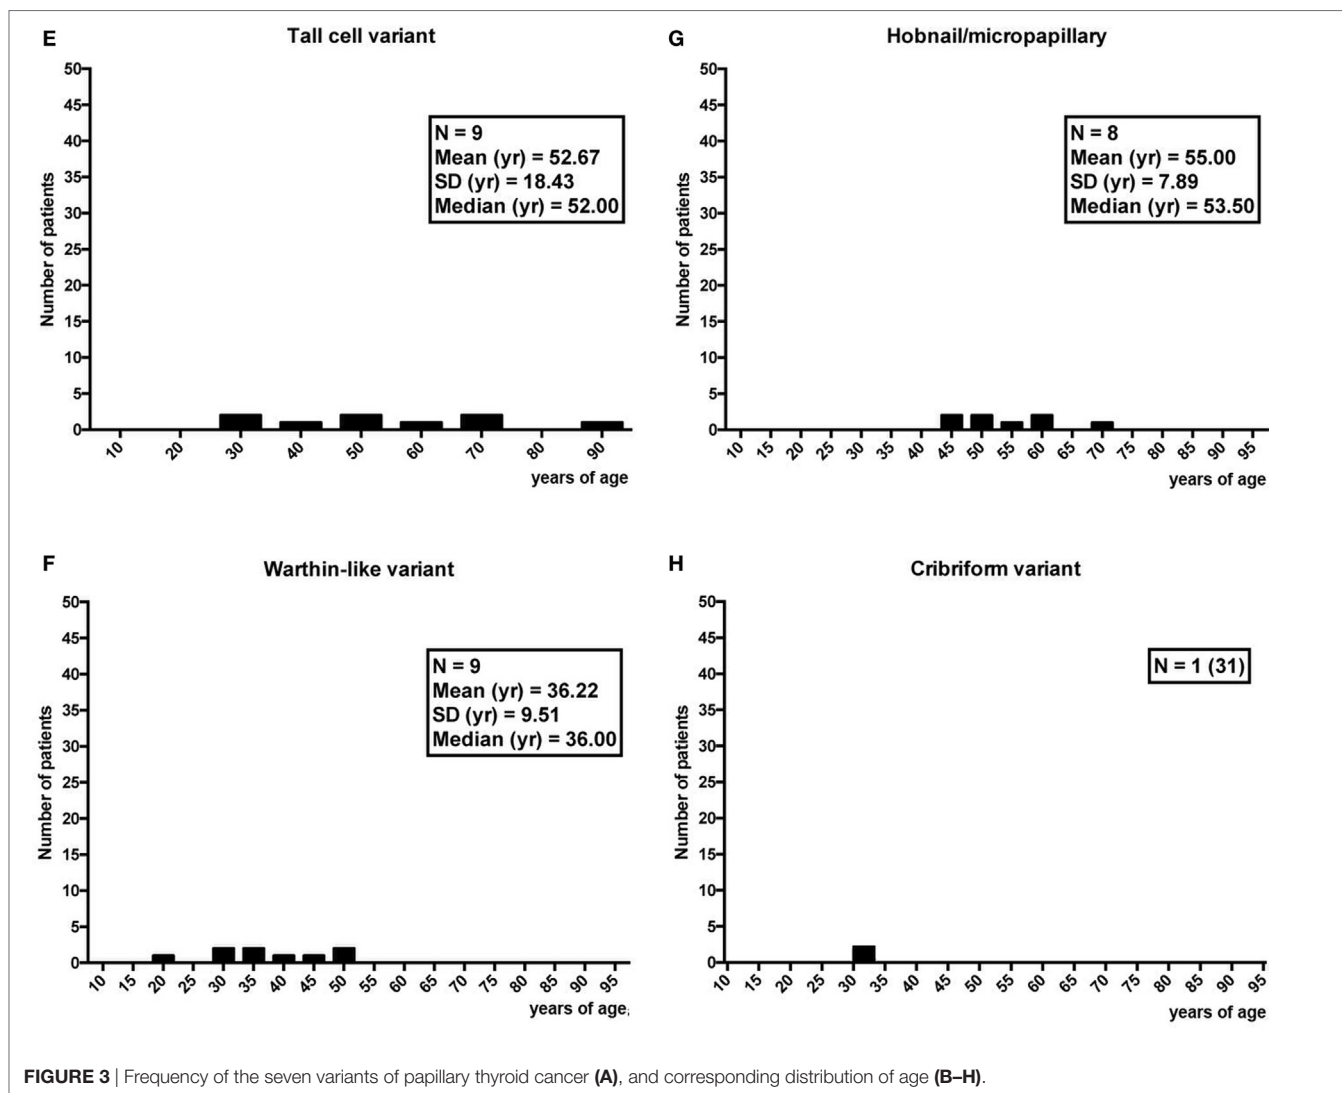 E
Tall cell variant
50
45
40
35
30
25
20
15
10
5
0
Number of patients
N = 9
Mean (yr) = 52.67
SD (yr) = 18.43
Median (yr) = 52.00
10 20 30 40 50 60 70 80 90
years of age
G
Hobnail/micropapillary
50
45
40
35
30
25
20
15
10
5
0
Number of patients
N = 8
Mean (yr) = 55.00
SD (yr) = 7.89
Median (yr) = 53.50
10 15 20 25 30 35 40 45 50 55 60 65 70 75 80 85 90 95
years of age
F
Warthin-like variant
50
45
40
35
30
25
20
15
10
5
0
Number of patients
N = 9
Mean (yr) = 36.22
SD (yr) = 9.51
Median (yr) = 36.00
10 15 20 25 30 35 40 45 50 55 60 65 70 75 80 85 90 95
years of age;
H
Cribriform variant
50
45
40
35
30
25
20
15
10
5
0
Number of patients
N = 1 (31)
10 15 20 25 30 35 40 45 50 55 60 65 70 75 80 85 90 95
years of age
FIGURE 3 | Frequency of the seven variants of papillary thyroid cancer (A), and corresponding distribution of age (B–H).